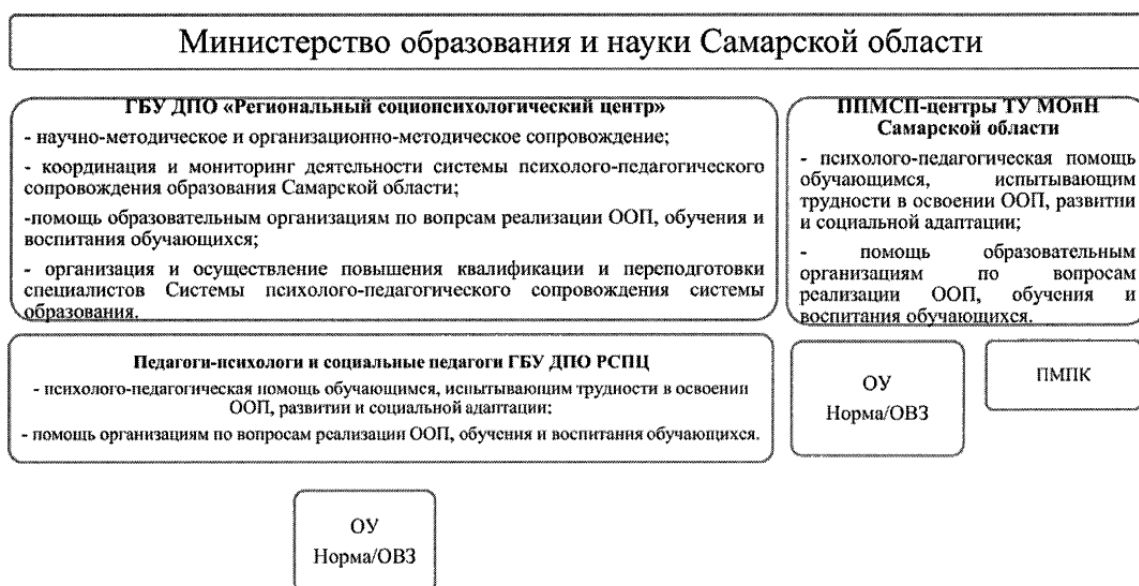 Министерство образования и науки Самарской области
ГБУ ДПО «Региональный социопсихологический центр»
- научно-методическое и организационно-методическое сопровождение;
- координация и мониторинг деятельности системы психолого-педагогического
сопровождения образования Самарской области;
-помощь образовательным организациям по вопрсам реализации ООП, обучения и
воспитания обучающихся;
- организация и осуществление повышения квалификации и переподготовки
специалистов Системы психолого-педагогического сопровождения системы
образования.
ППМСП-центры ТУ МОиН
Самарской области
- психолого-педагогическая помощь
обучающимся, испытывающим
трудности в освоении ООП, развитии
и социальной адаптации;
- помощь образовательным
организациям по вопросам
реализации ООП, обучения и
воспитания обучающихся.
Педагоги-психологи и социальные педагоги ГБУ ДПО РСПЦ
- психолого-педагогическая помощь обучающимся, испытывающим трудности в освоении
ООП, развитии и социальной адаптации;
- помощь организациям по вопросам реализации ООП, обучения и воспитания обучающихся.
ОУ
Норма/ОВЗ
ПМПК
ОУ
Норма/ОВЗ